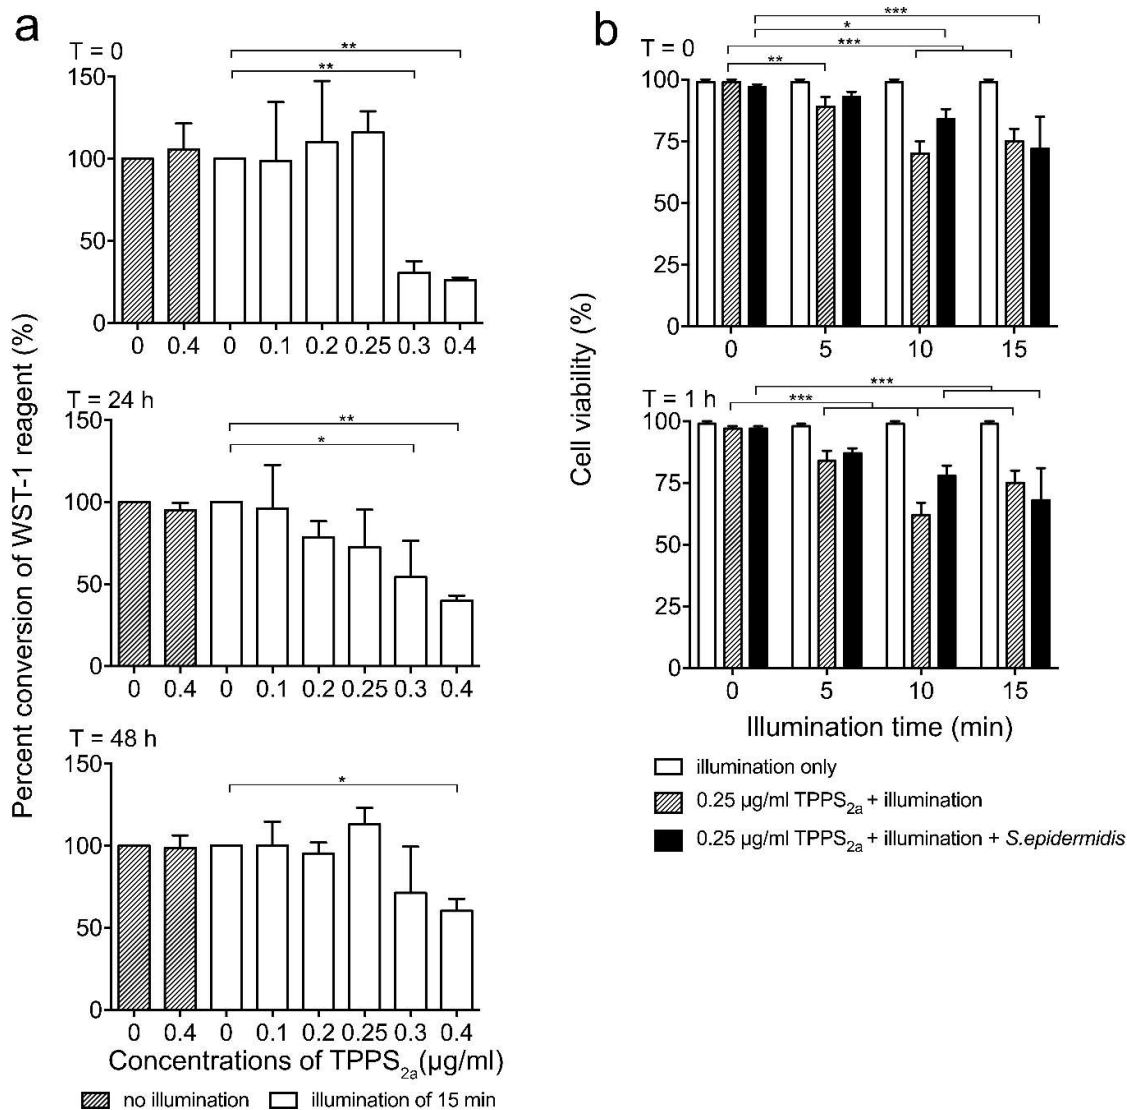 a
T = 0
**
**
150
100
50
0
0 0.4 0 0.1 0.2 0.25 0.3 0.4
T = 24 h
**
*
150
100
50
0
0 0.4 0 0.1 0.2 0.25 0.3 0.4
T = 48 h
*
150
100
50
0
0 0.4 0 0.1 0.2 0.25 0.3 0.4
Percent conversion of WST-1 reagent (%)
Concentrations of TPPS2a(µg/ml)
no illumination illumination of 15 min
b
T = 0
***
*
***
**
100
75
50
25
0
0 5 10 15
T = 1 h
***
***
100
75
50
25
0
0 5 10 15
Cell viability (%)
Illumination time (min)
illumination only
0.25 µg/ml TPPS2a + illumination
0.25 µg/ml TPPS2a + illumination + S.epidermidis